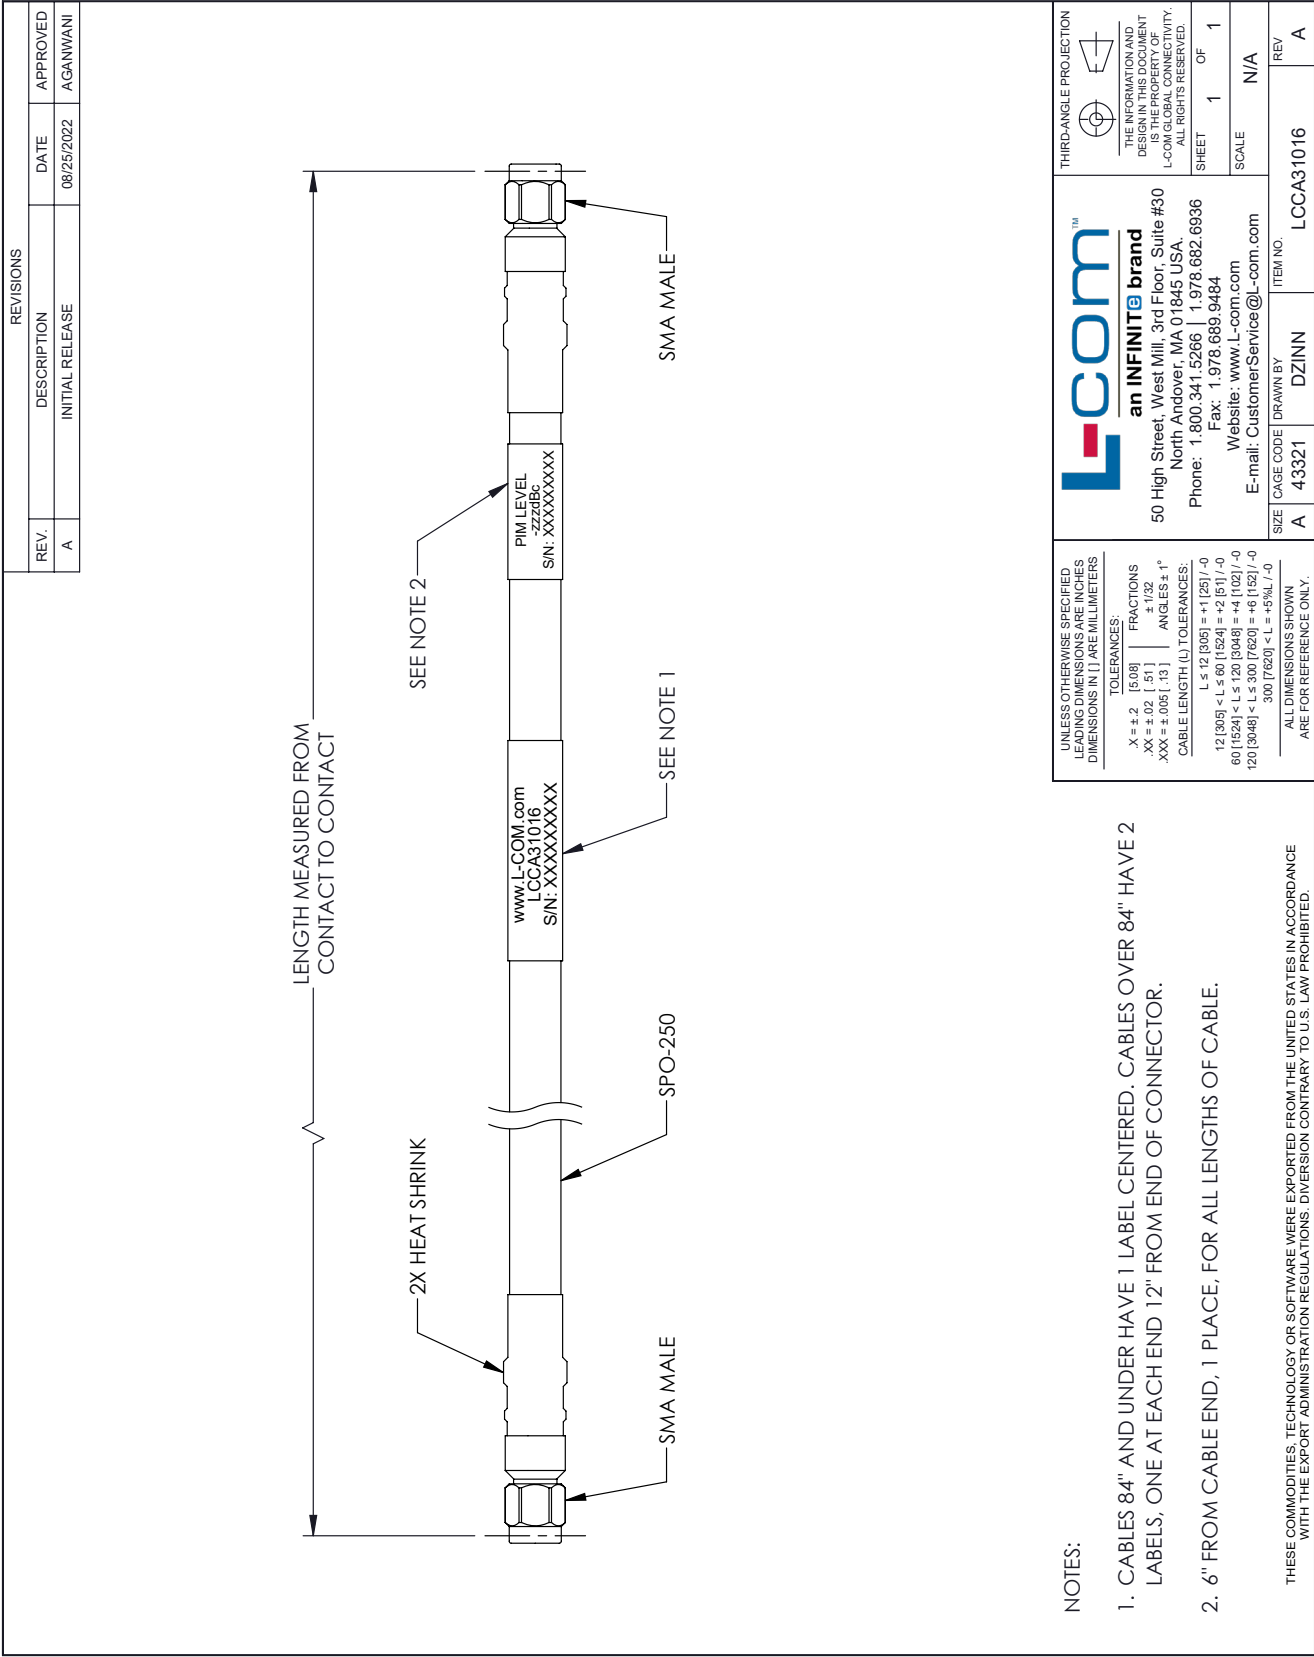 REVISIONS
REV. DESCRIPTION DATE APPROVED
A INITIAL RELEASE 08/25/2022 AGANWANI
LENGTH MEASURED FROM
CONTACT TO CONTACT
2X HEAT SHRINK
SEE NOTE 2
www.L-COM.com
LCCA31016
S/N: XXXXXXXXX
PIM LEVEL
-zzzdBc
S/N: XXXXXXXXX
SMA MALE
SPO-250
SEE NOTE 1
SMA MALE
NOTES:
1. CABLES 84" AND UNDER HAVE 1 LABEL CENTERED. CABLES OVER 84" HAVE 2
LABELS, ONE AT EACH END 12" FROM END OF CONNECTOR.
2. 6" FROM CABLE END, 1 PLACE, FOR ALL LENGTHS OF CABLE.
THESE COMMODITIES, TECHNOLOGY OR SOFTWARE WERE EXPORTED FROM THE UNITED STATES IN ACCORDANCE
WITH THE EXPORT ADMINISTRATION REGULATIONS. DIVERSION CONTRARY TO U.S. LAW PROHIBITED.
UNLESS OTHERWISE SPECIFIED
LEADING DIMENSIONS ARE INCHES
DIMENSIONS IN [ ] ARE MILLIMETERS
TOLERANCES:
.X = ± .2 [5.08] FRACTIONS
.XX = ± .02 [ .51 ] ± 1/32
.XXX = ± .005 [ .13 ] ANGLES ± 1°
CABLE LENGTH (L) TOLERANCES:
L ≤ 12 [305] = +1 [25] / -0
12 [305] < L ≤ 60 [1524] = +2 [51] / -0
60 [1524] < L ≤ 120 [3048] = +4 [102] / -0
120 [3048] < L ≤ 300 [7620] = +6 [152] / -0
300 [7620] < L = +5%L / -0
ALL DIMENSIONS SHOWN
ARE FOR REFERENCE ONLY.
L-com™
an INFINITe brand
50 High Street, West Mill, 3rd Floor, Suite #30
North Andover, MA 01845 USA.
Phone: 1.800.341.5266 | 1.978.682.6936
Fax: 1.978.689.9484
Website: www.L-com.com
E-mail: CustomerService@L-com.com
THIRD-ANGLE PROJECTION
THE INFORMATION AND
DESIGN IN THIS DOCUMENT
IS THE PROPERTY OF
L-COM GLOBAL CONNECTIVITY.
ALL RIGHTS RESERVED.
SHEET 1 OF 1
SCALE N/A
SIZE CAGE CODE DRAWN BY ITEM NO. REV
A 43321 DZINN LCCA31016 A